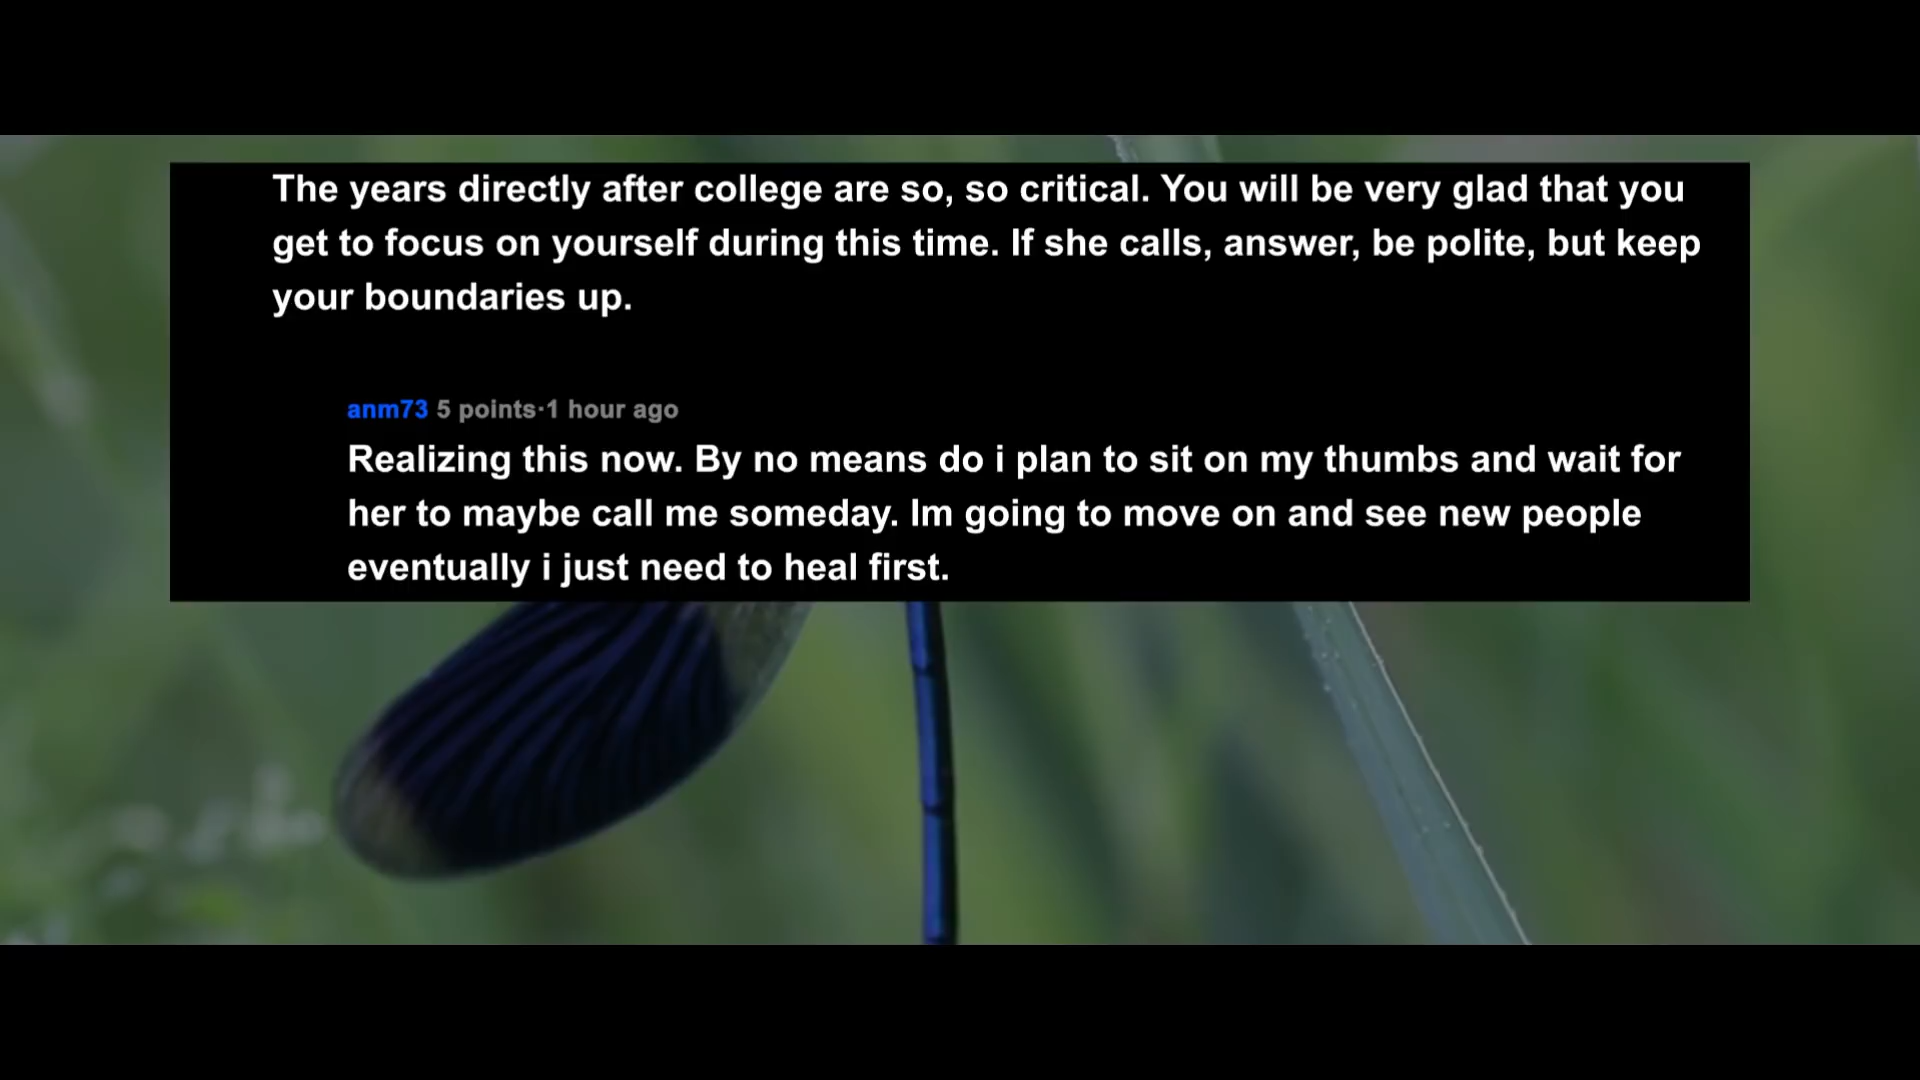 The years directly after college are so, so critical. You will be very glad that you
get to focus on yourself during this time. If she calls, answer, be polite, but keep
your boundaries up.
anm73 5 points·1 hour ago
Realizing this now. By no means do i plan to sit on my thumbs and wait for
her to maybe call me someday. Im going to move on and see new people
eventually i just need to heal first.